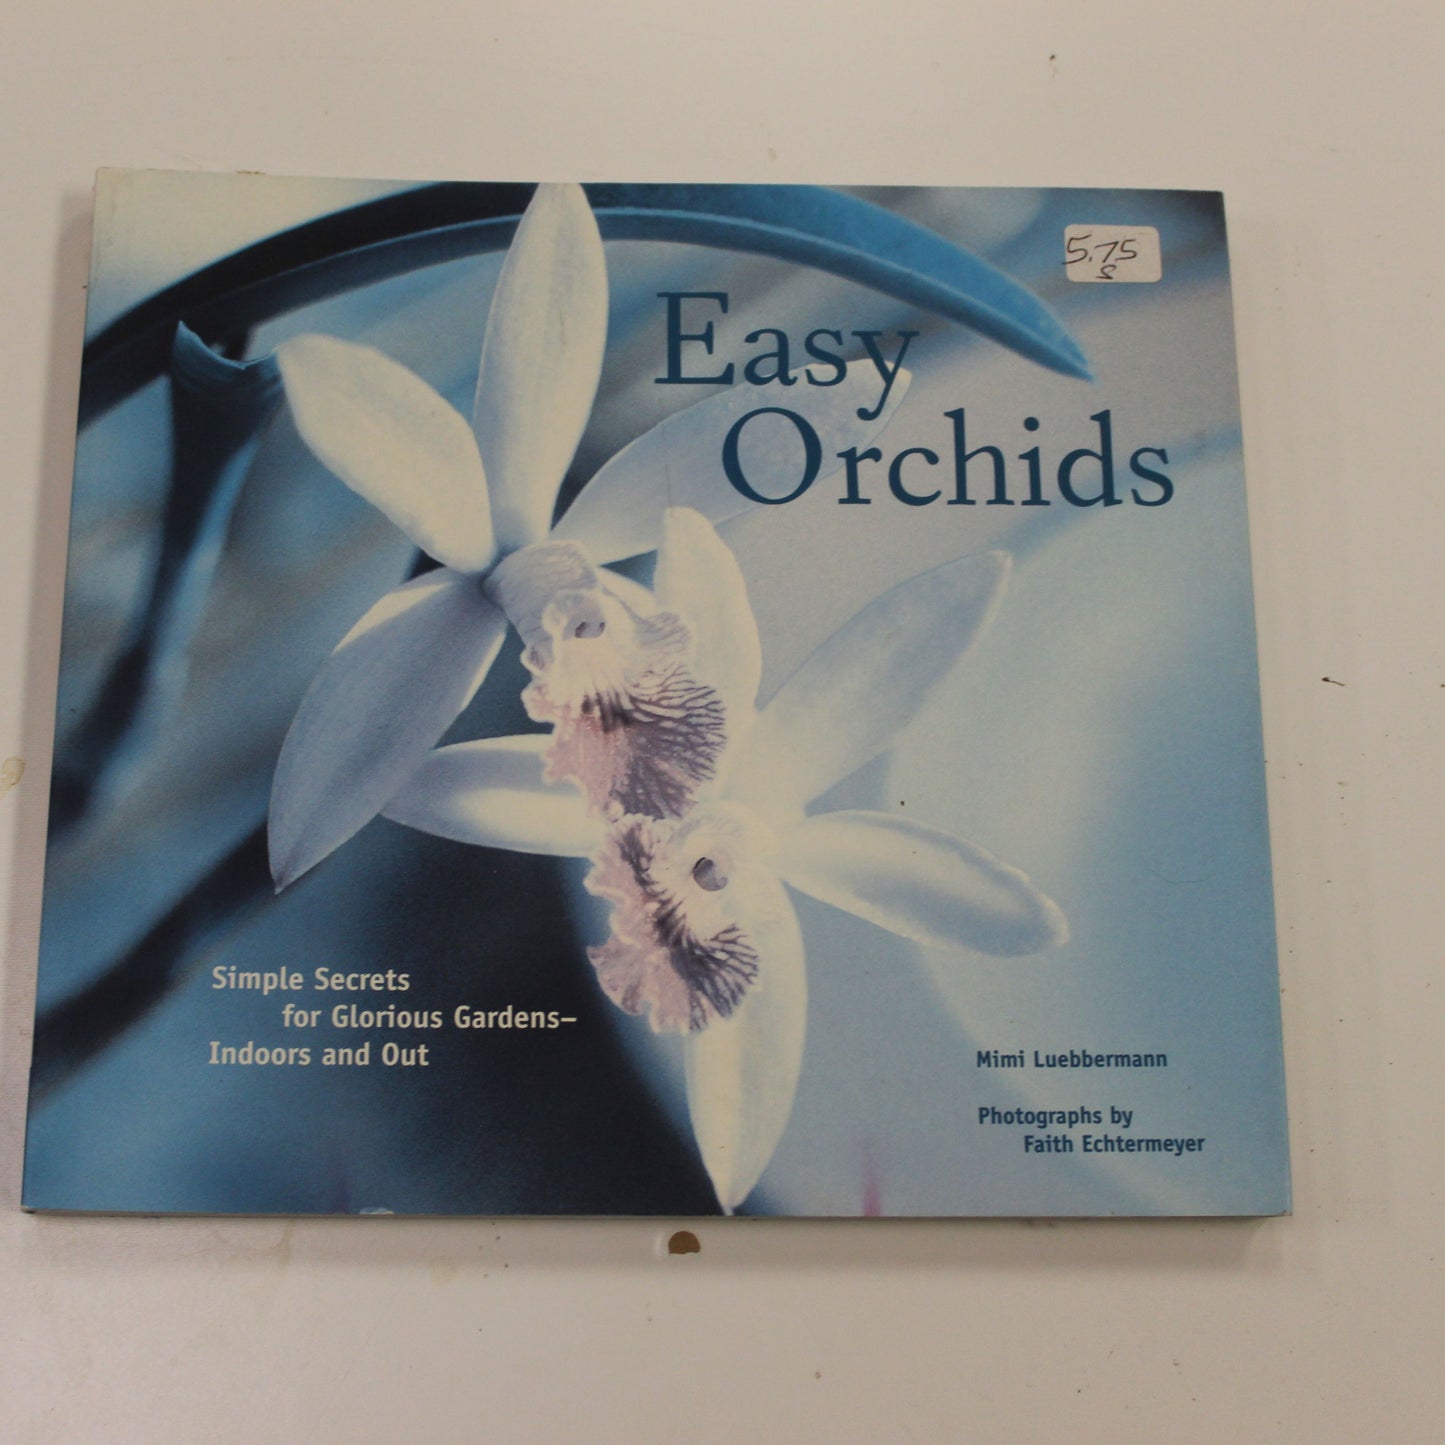 5.75
s
Easy
Orchids
Simple Secrets
for Glorious Gardens–
Indoors and Out
Mimi Luebbermann
Photographs by
Faith Echtermeyer